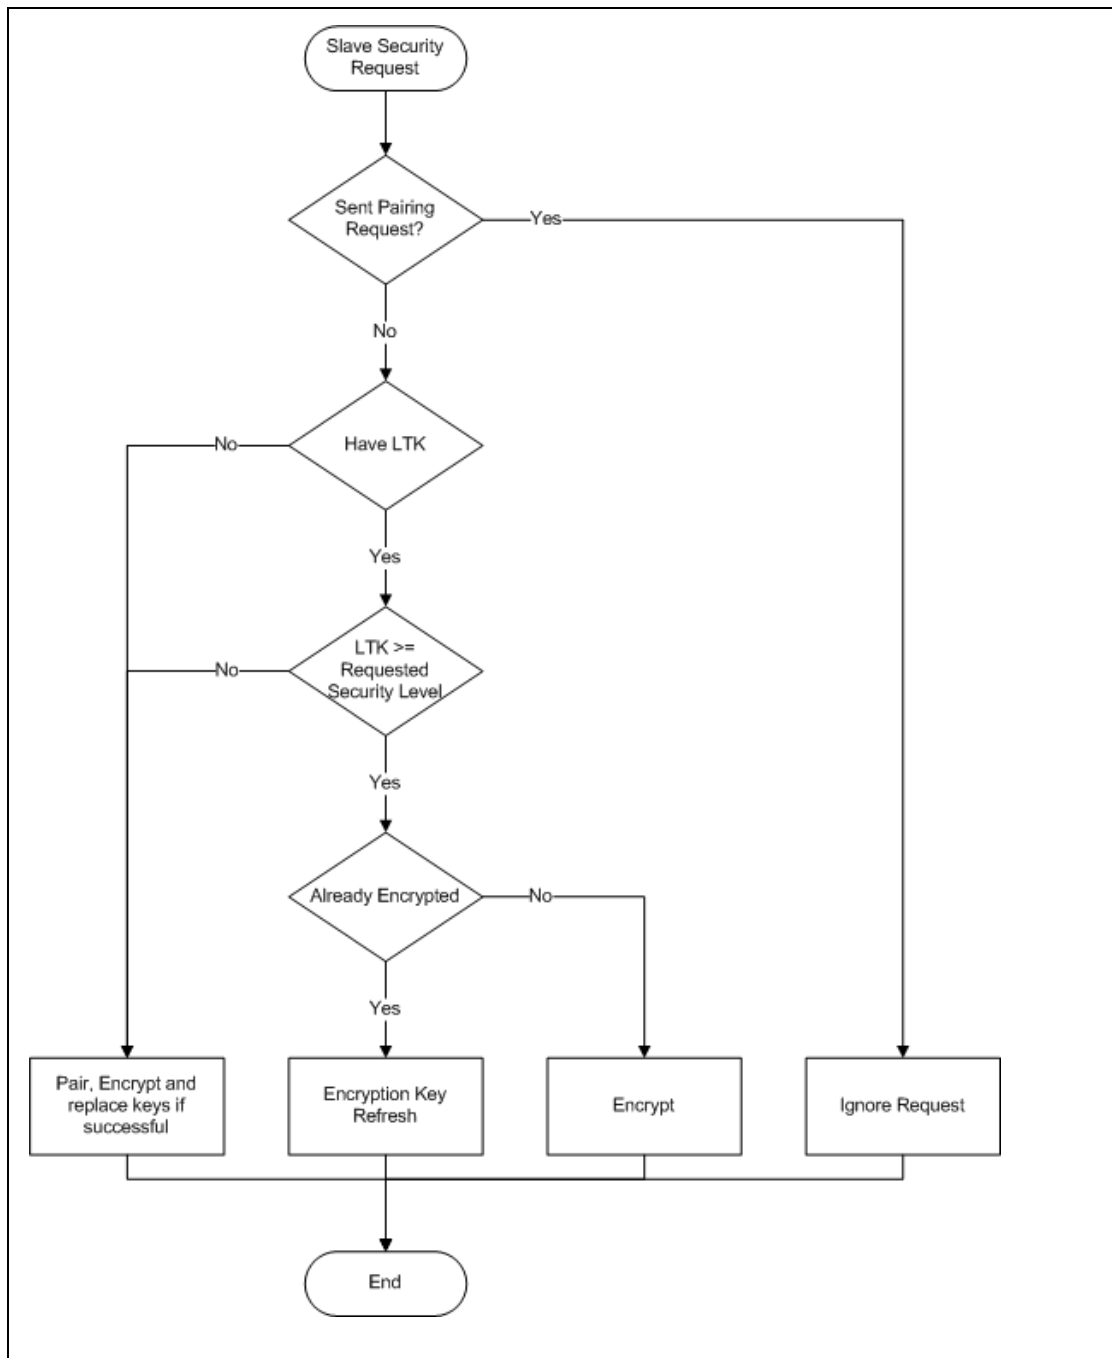 Slave Security
Request
Sent Pairing
Request?
Yes
No
Have LTK
No
Yes
LTK >=
Requested
Security Level
No
Yes
Already Encrypted
No
Yes
Pair, Encrypt and
replace keys if
successful
Encryption Key
Refresh
Encrypt
Ignore Request
End